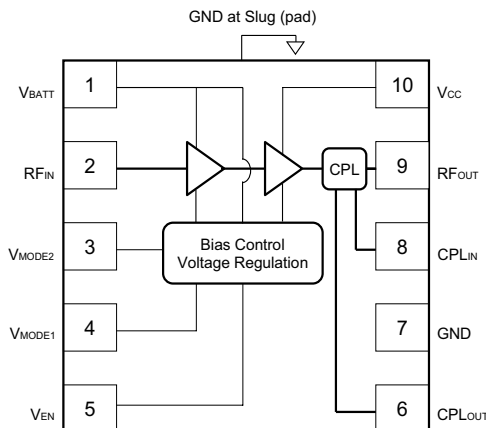 GND at Slug (pad)
VBATT 1 10 VCC
RFIN 2 CPL 9 RFOUT
VMODE2 3 Bias Control 8 CPLIN
Voltage Regulation
VMODE1 4 7 GND
VEN 5 6 CPLOUT